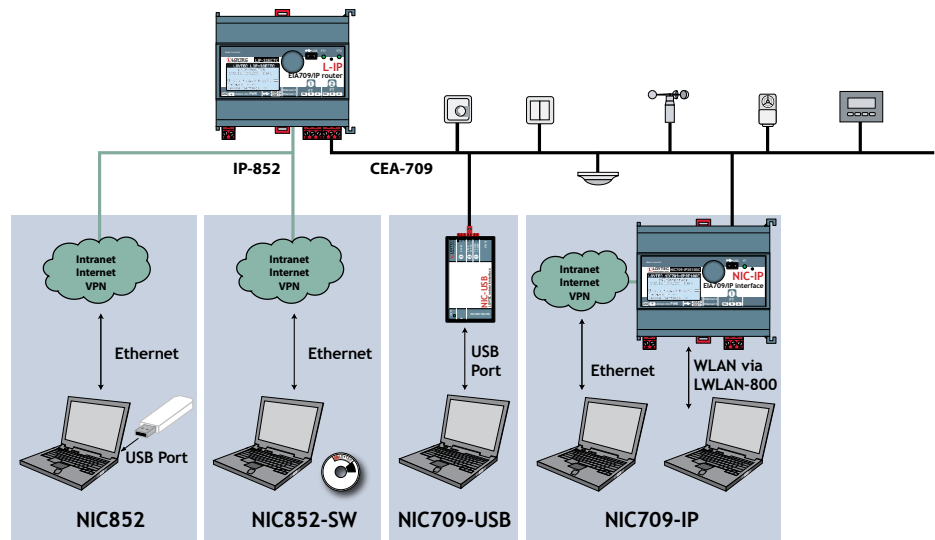 L-IP
EIA709/IP router
IP-852
CEA-709
Intranet
Internet
VPN
Intranet
Internet
VPN
NIC-USB
Intranet
Internet
VPN
NIC-IP
EIA709/IP interface
Ethernet
Ethernet
USB
Port
Ethernet
WLAN via
LWLAN-800
USB Port
NIC852
NIC852-SW
NIC709-USB
NIC709-IP